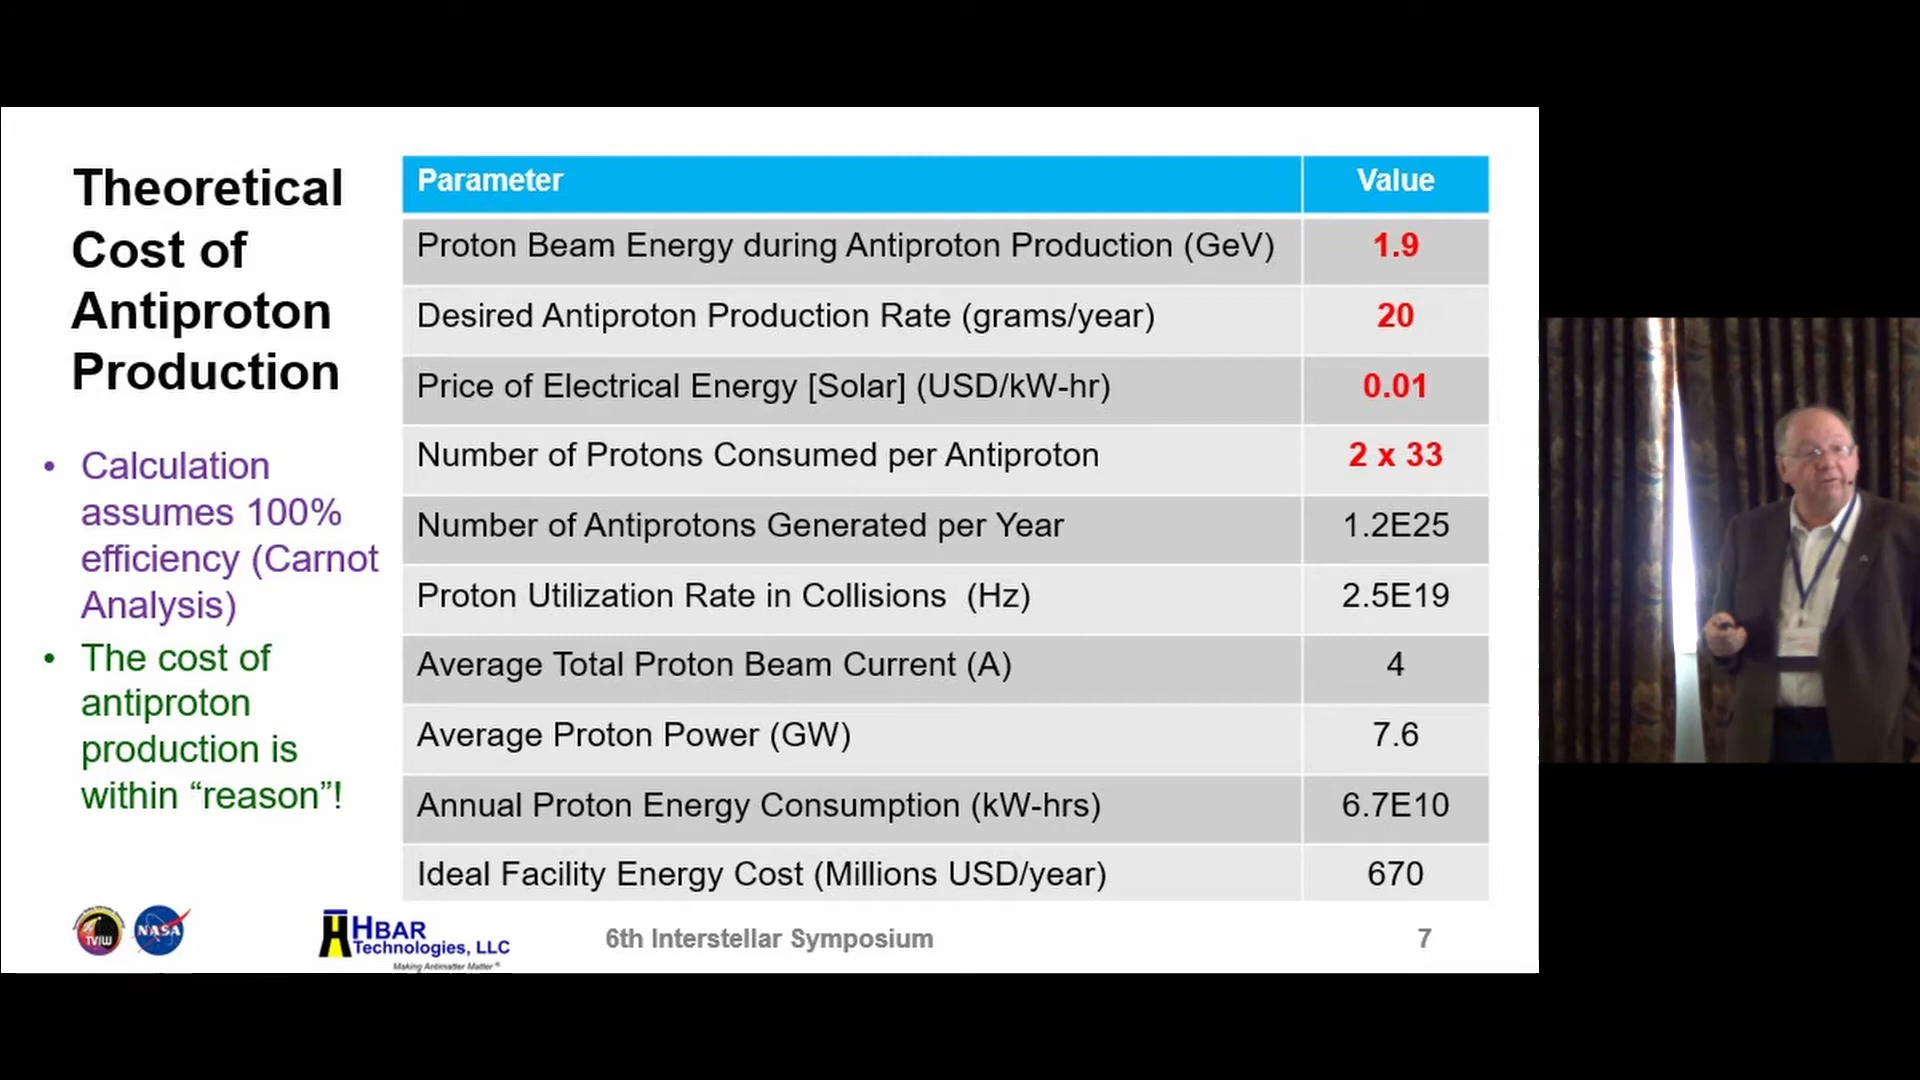 Theoretical
Cost of
Antiproton
Production
• Calculation
assumes 100%
efficiency (Carnot
Analysis)
• The cost of
antiproton
production is
within “reason”!
Parameter Value
Proton Beam Energy during Antiproton Production (GeV) 1.9
Desired Antiproton Production Rate (grams/year) 20
Price of Electrical Energy [Solar] (USD/kW-hr) 0.01
Number of Protons Consumed per Antiproton 2 x 33
Number of Antiprotons Generated per Year 1.2E25
Proton Utilization Rate in Collisions (Hz) 2.5E19
Average Total Proton Beam Current (A) 4
Average Proton Power (GW) 7.6
Annual Proton Energy Consumption (kW-hrs) 6.7E10
Ideal Facility Energy Cost (Millions USD/year) 670
TVIW
NASA
HBAR
Technologies, LLC
Making Antimatter Matter ®
6th Interstellar Symposium
7